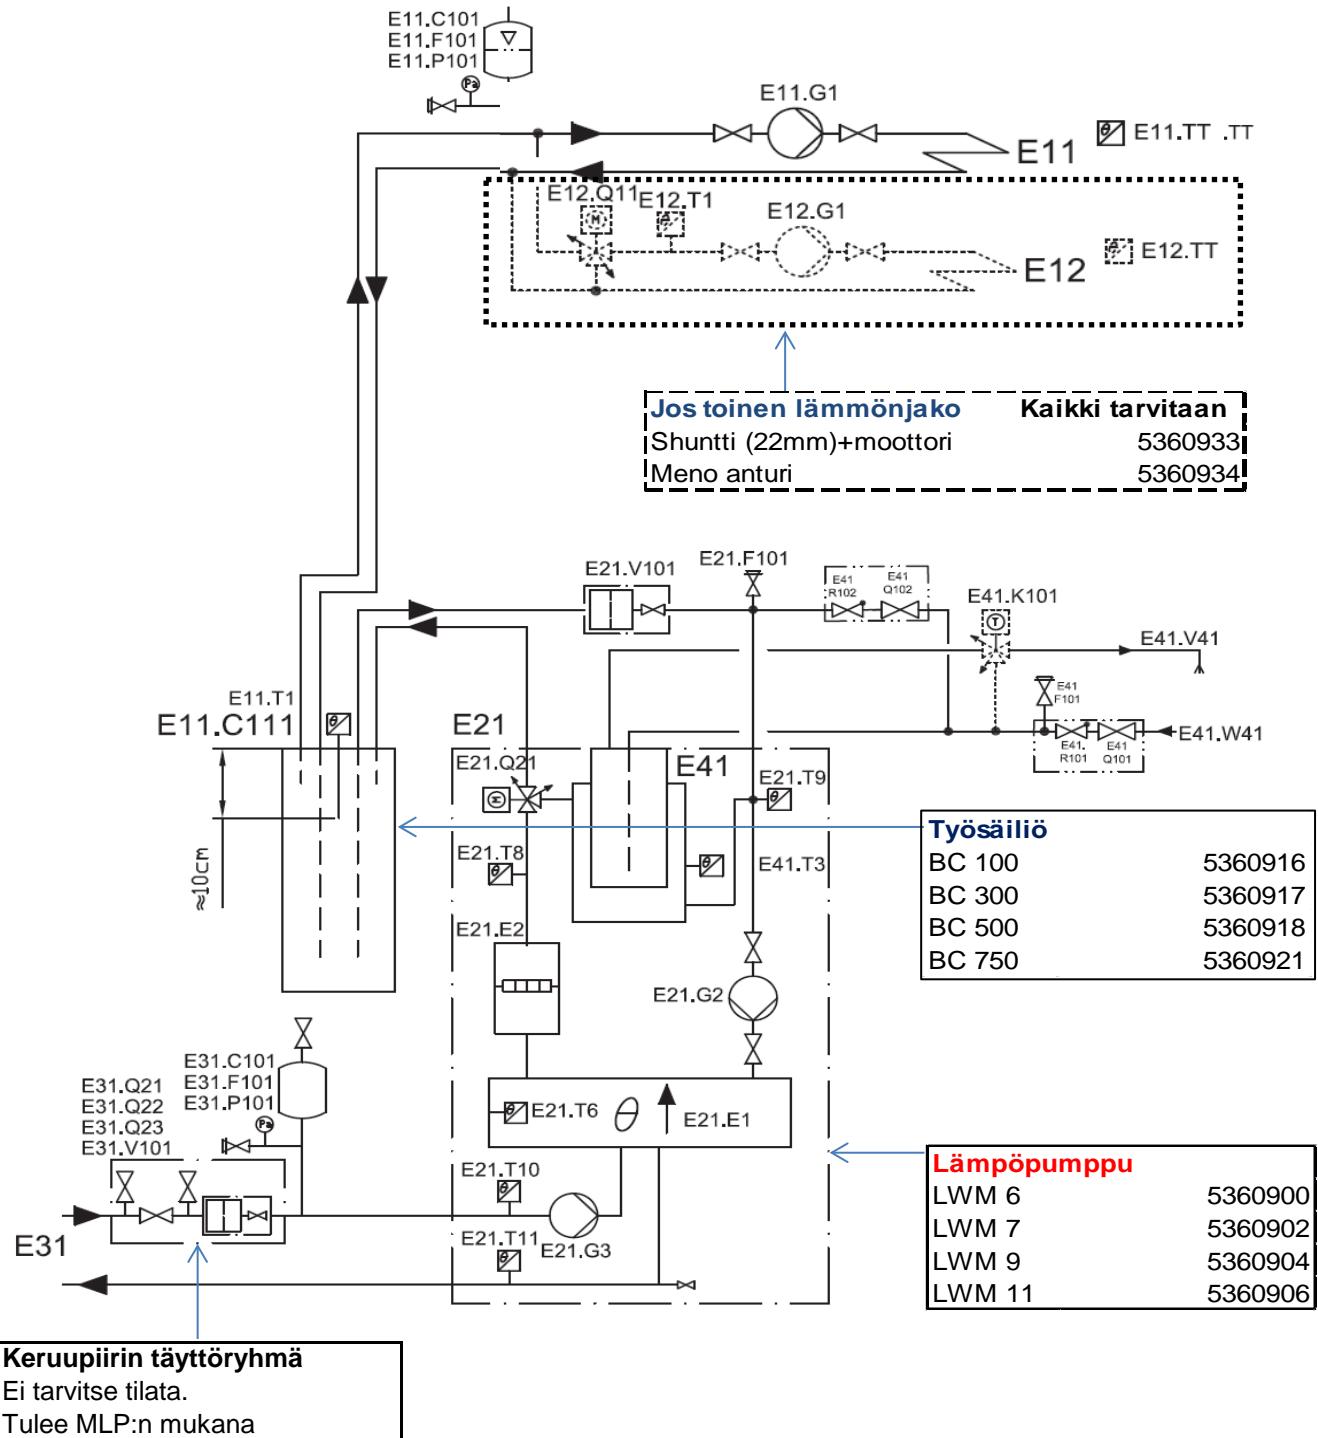 E11.C101
E11.F101
E11.P101
Pa
E11.G1
E11
E11.TT .TT
E12.Q11
E12.T1
E12.G1
M
E12
E12.TT
Jos toinen lämmönjako Kaikki tarvitaan
Shuntti (22mm)+moottori 5360933
Meno anturi 5360934
E21.F101
E21.V101
E41
R102
E41
Q102
E41.K101
T
E41.V41
E11.T1
E11.C111
E21
E41
F101
E41.W41
E41.
R101
E41
Q101
E21.Q21
M
E41
E21.T9
≈10cm
E21.T8
E41.T3
E21.E2
E21.G2
Työsäiliö
BC 100 5360916
BC 300 5360917
BC 500 5360918
BC 750 5360921
E31.C101
E31.F101
E31.P101
Pa
E31.Q21
E31.Q22
E31.Q23
E31.V101
E21.T6
E21.E1
E21.T10
E21.T11
E21.G3
E31
Lämpöpumppu
LWM 6 5360900
LWM 7 5360902
LWM 9 5360904
LWM 11 5360906
Keruupiirin täyttöryhmä
Ei tarvitse tilata.
Tulee MLP:n mukana